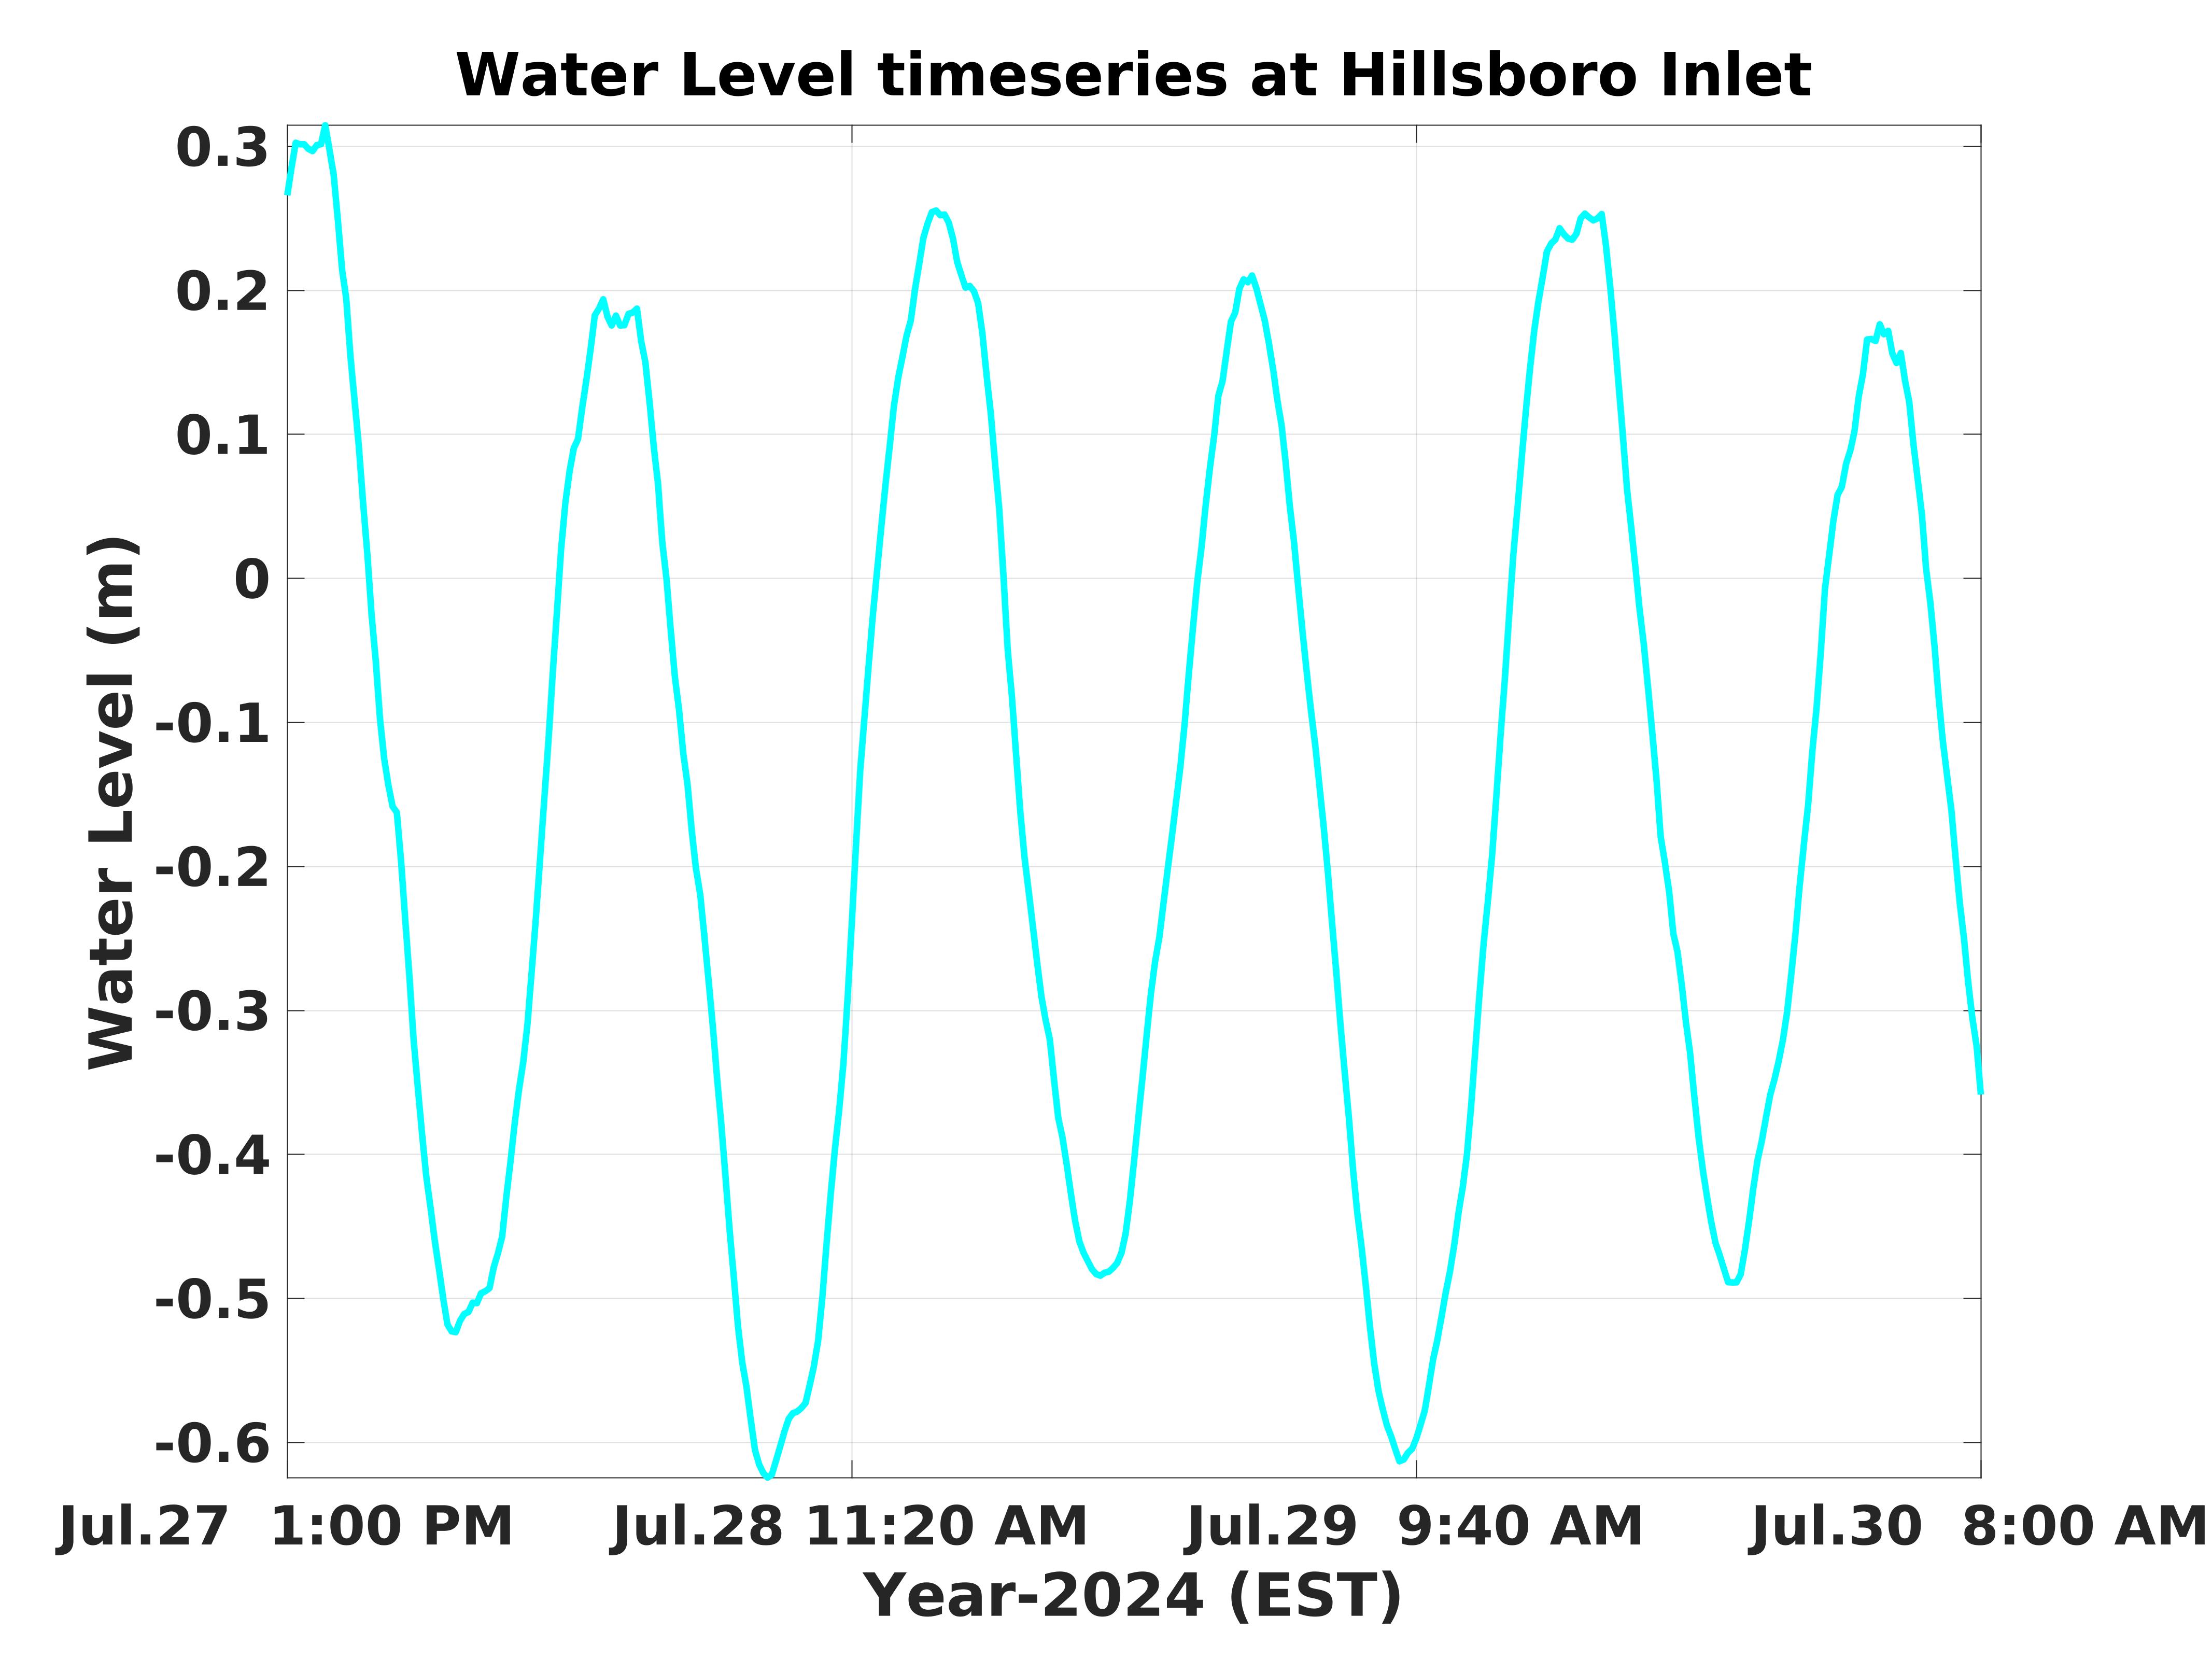 Water Level timeseries at Hillsboro Inlet
Water Level (m)
0.3
0.2
0.1
0
-0.1
-0.2
-0.3
-0.4
-0.5
-0.6
Jul.27 1:00 PM
Jul.28 11:20 AM
Jul.29 9:40 AM
Jul.30 8:00 AM
Year-2024 (EST)